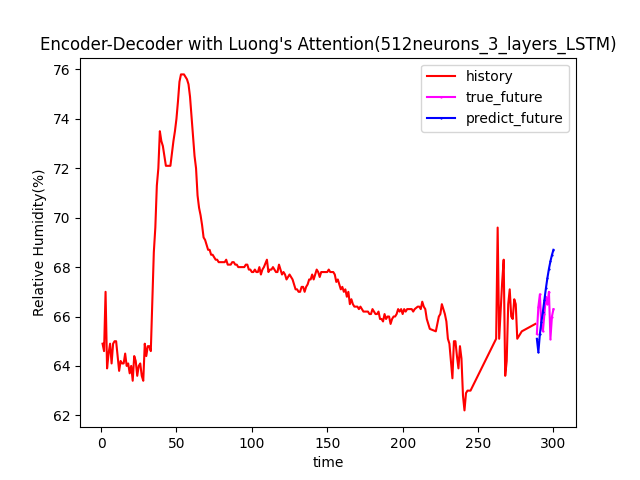 Encoder-Decoder with Luong's Attention(512neurons_3_layers_LSTM)
history
true_future
predict_future
Relative Humidity(%)
76
74
72
70
68
66
64
62
0 50 100 150 200 250 300
time